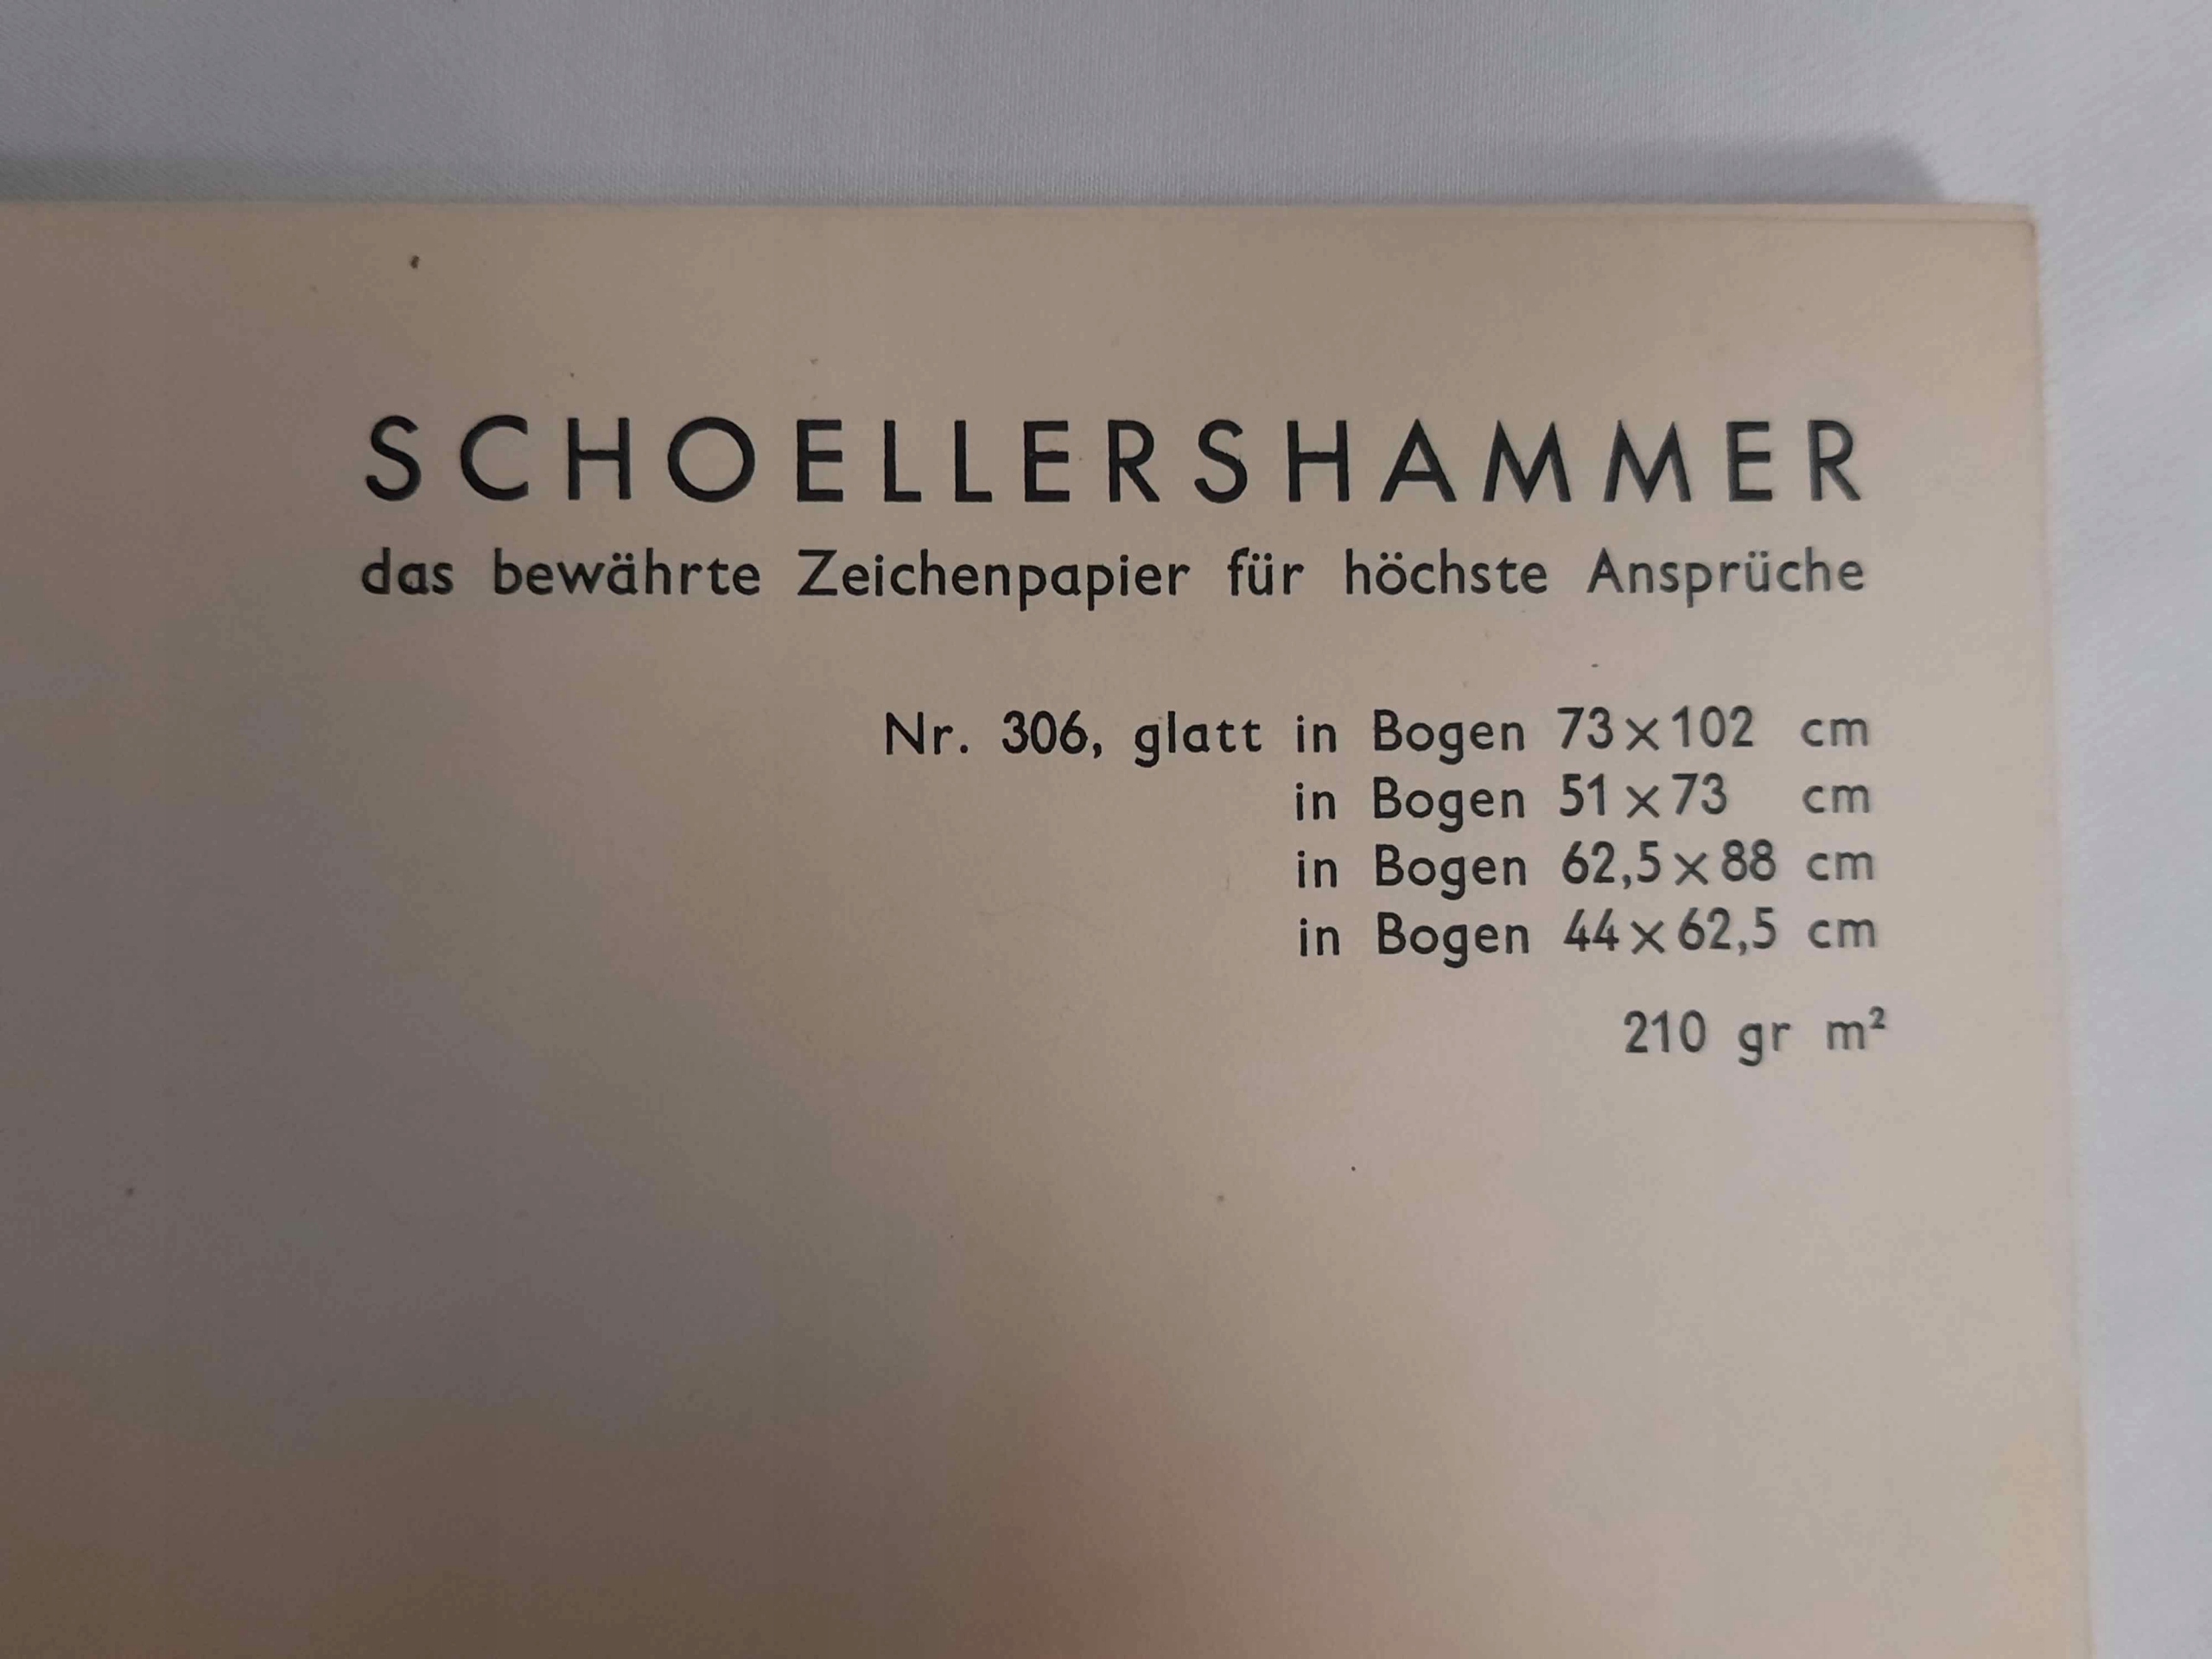 SCHOELLERSHAMMER
das bewährte Zeichenpapier für höchste Ansprüche
Nr. 306, glatt in Bogen 73×102 cm
in Bogen 51×73 cm
in Bogen 62,5×88 cm
in Bogen 44×62,5 cm
210 gr m²